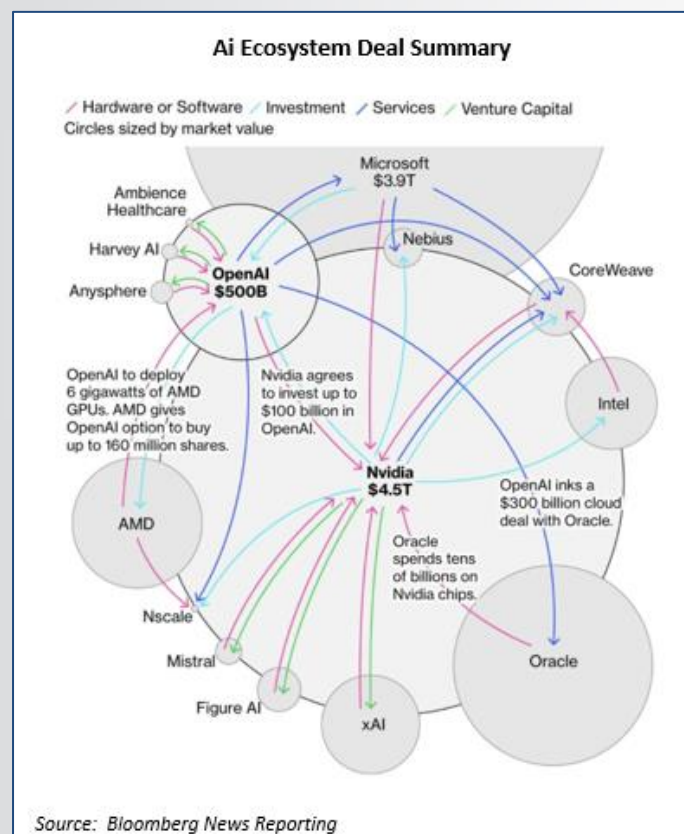 Ai Ecosystem Deal Summary
Hardware or Software Investment Services Venture Capital
Circles sized by market value
Microsoft
$3.9T
Ambience
Healthcare
Harvey AI
Anysphere
OpenAI
$500B
Nebius
CoreWeave
OpenAI to deploy
6 gigawatts of AMD
GPUs. AMD gives
OpenAI option to buy
up to 160 million shares.
Nvidia agrees
to invest up to
$100 billion in
OpenAI.
Intel
Nvidia
$4.5T
OpenAI inks a
$300 billion cloud
deal with Oracle.
AMD
Oracle
spends tens
of billions on
Nvidia chips.
Nscale
Mistral
Oracle
Figure AI
xAI
Source: Bloomberg News Reporting